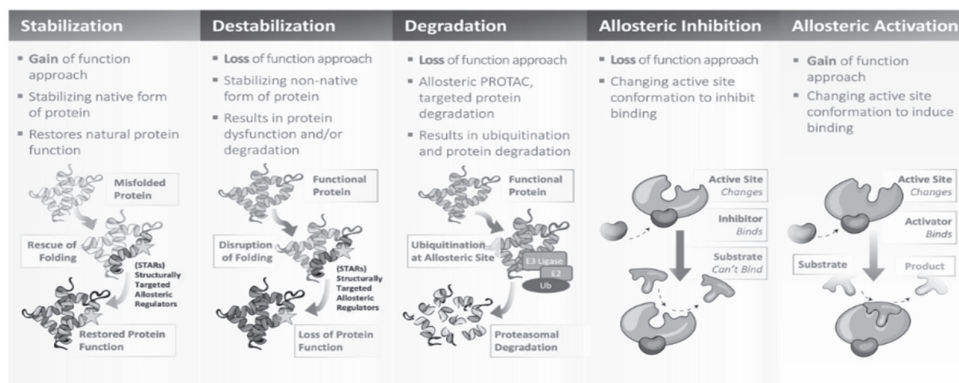 Stabilization
▪ Gain of function
approach
▪ Stabilizing native form
of protein
▪ Restores natural protein
function
Misfolded
Protein
Rescue of
Folding
(STARs)
Structurally
Targeted
Allosteric
Regulators
Restored Protein
Function
Destabilization
▪ Loss of function approach
▪ Stabilizing non-native
form of protein
▪ Results in protein
dysfunction and/or
degradation
Functional
Protein
Disruption
of Folding
(STARs)
Structurally
Targeted
Allosteric
Regulators
Loss of Protein
Function
Degradation
▪ Loss of function approach
▪ Allosteric PROTAC,
targeted protein
degradation
▪ Results in ubiquitination
and protein degradation
Functional
Protein
Ubiquitination
at Allosteric Site
E3 Ligase
E2
Ub
Proteasomal
Degradation
Allosteric Inhibition
▪ Loss of function approach
▪ Changing active site
conformation to inhibit
binding
Active Site
Changes
Inhibitor
Binds
Substrate
Can't Bind
Allosteric Activation
▪ Gain of function
approach
▪ Changing active site
conformation to induce
binding
Active Site
Changes
Activator
Binds
Substrate
Product